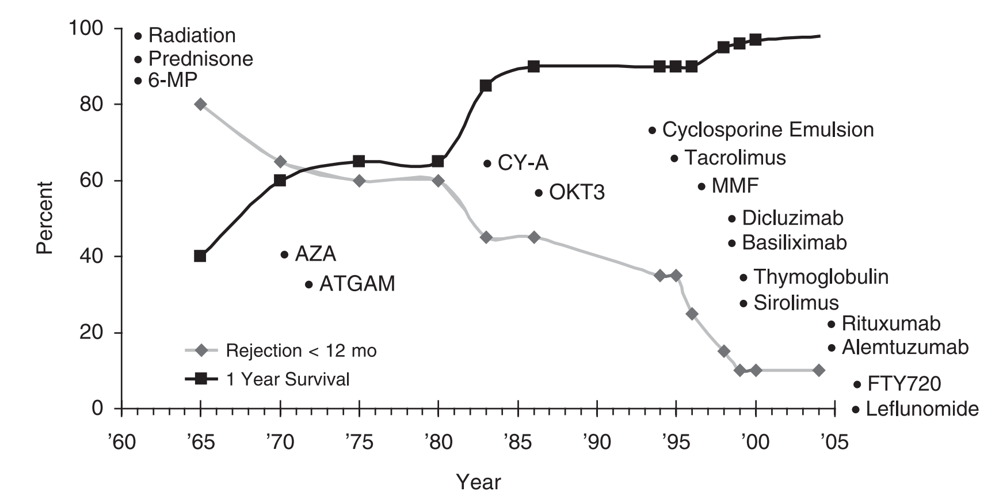 100
80
60
40
20
0
Percent
• Radiation
• Prednisone
• 6-MP
• AZA
• ATGAM
• CY-A
• OKT3
• Cyclosporine Emulsion
• Tacrolimus
• MMF
• Dicluzimab
• Basiliximab
• Thymoglobulin
• Sirolimus
• Rituxumab
• Alemtuzumab
• FTY720
• Leflunomide
Rejection < 12 mo
1 Year Survival
’60 ’65 ’70 ’75 ’80 ’85 ’90 ’95 ’00 ’05
Year